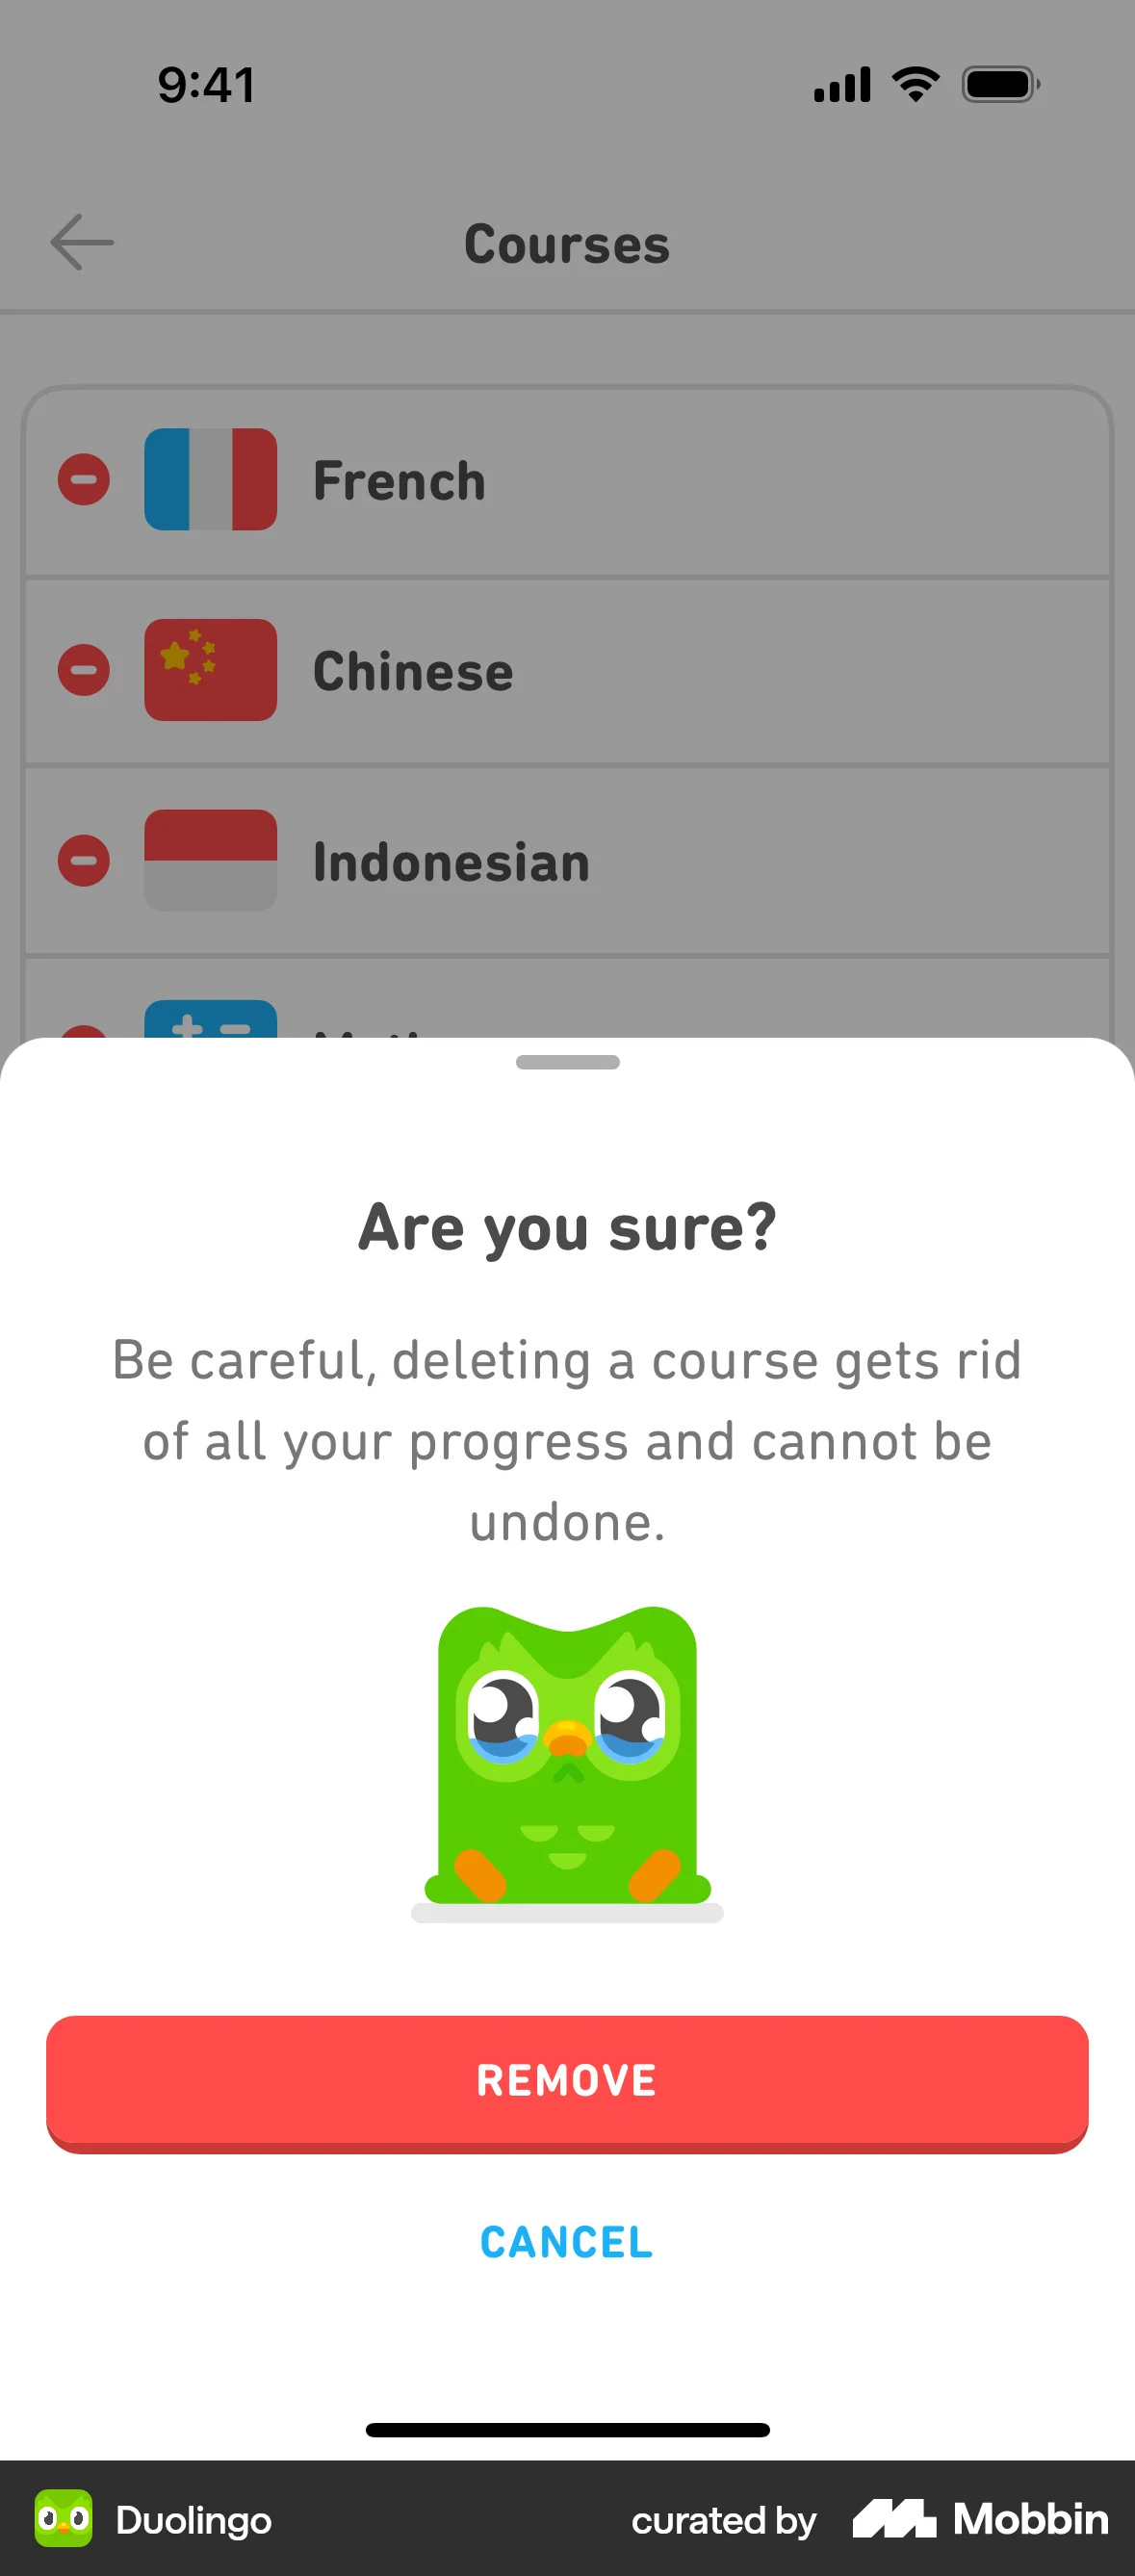 9:41
Courses
French
Chinese
Indonesian
Are you sure?
Be careful, deleting a course gets rid
of all your progress and cannot be
undone.
REMOVE
CANCEL
Duolingo
curated by Mobbin